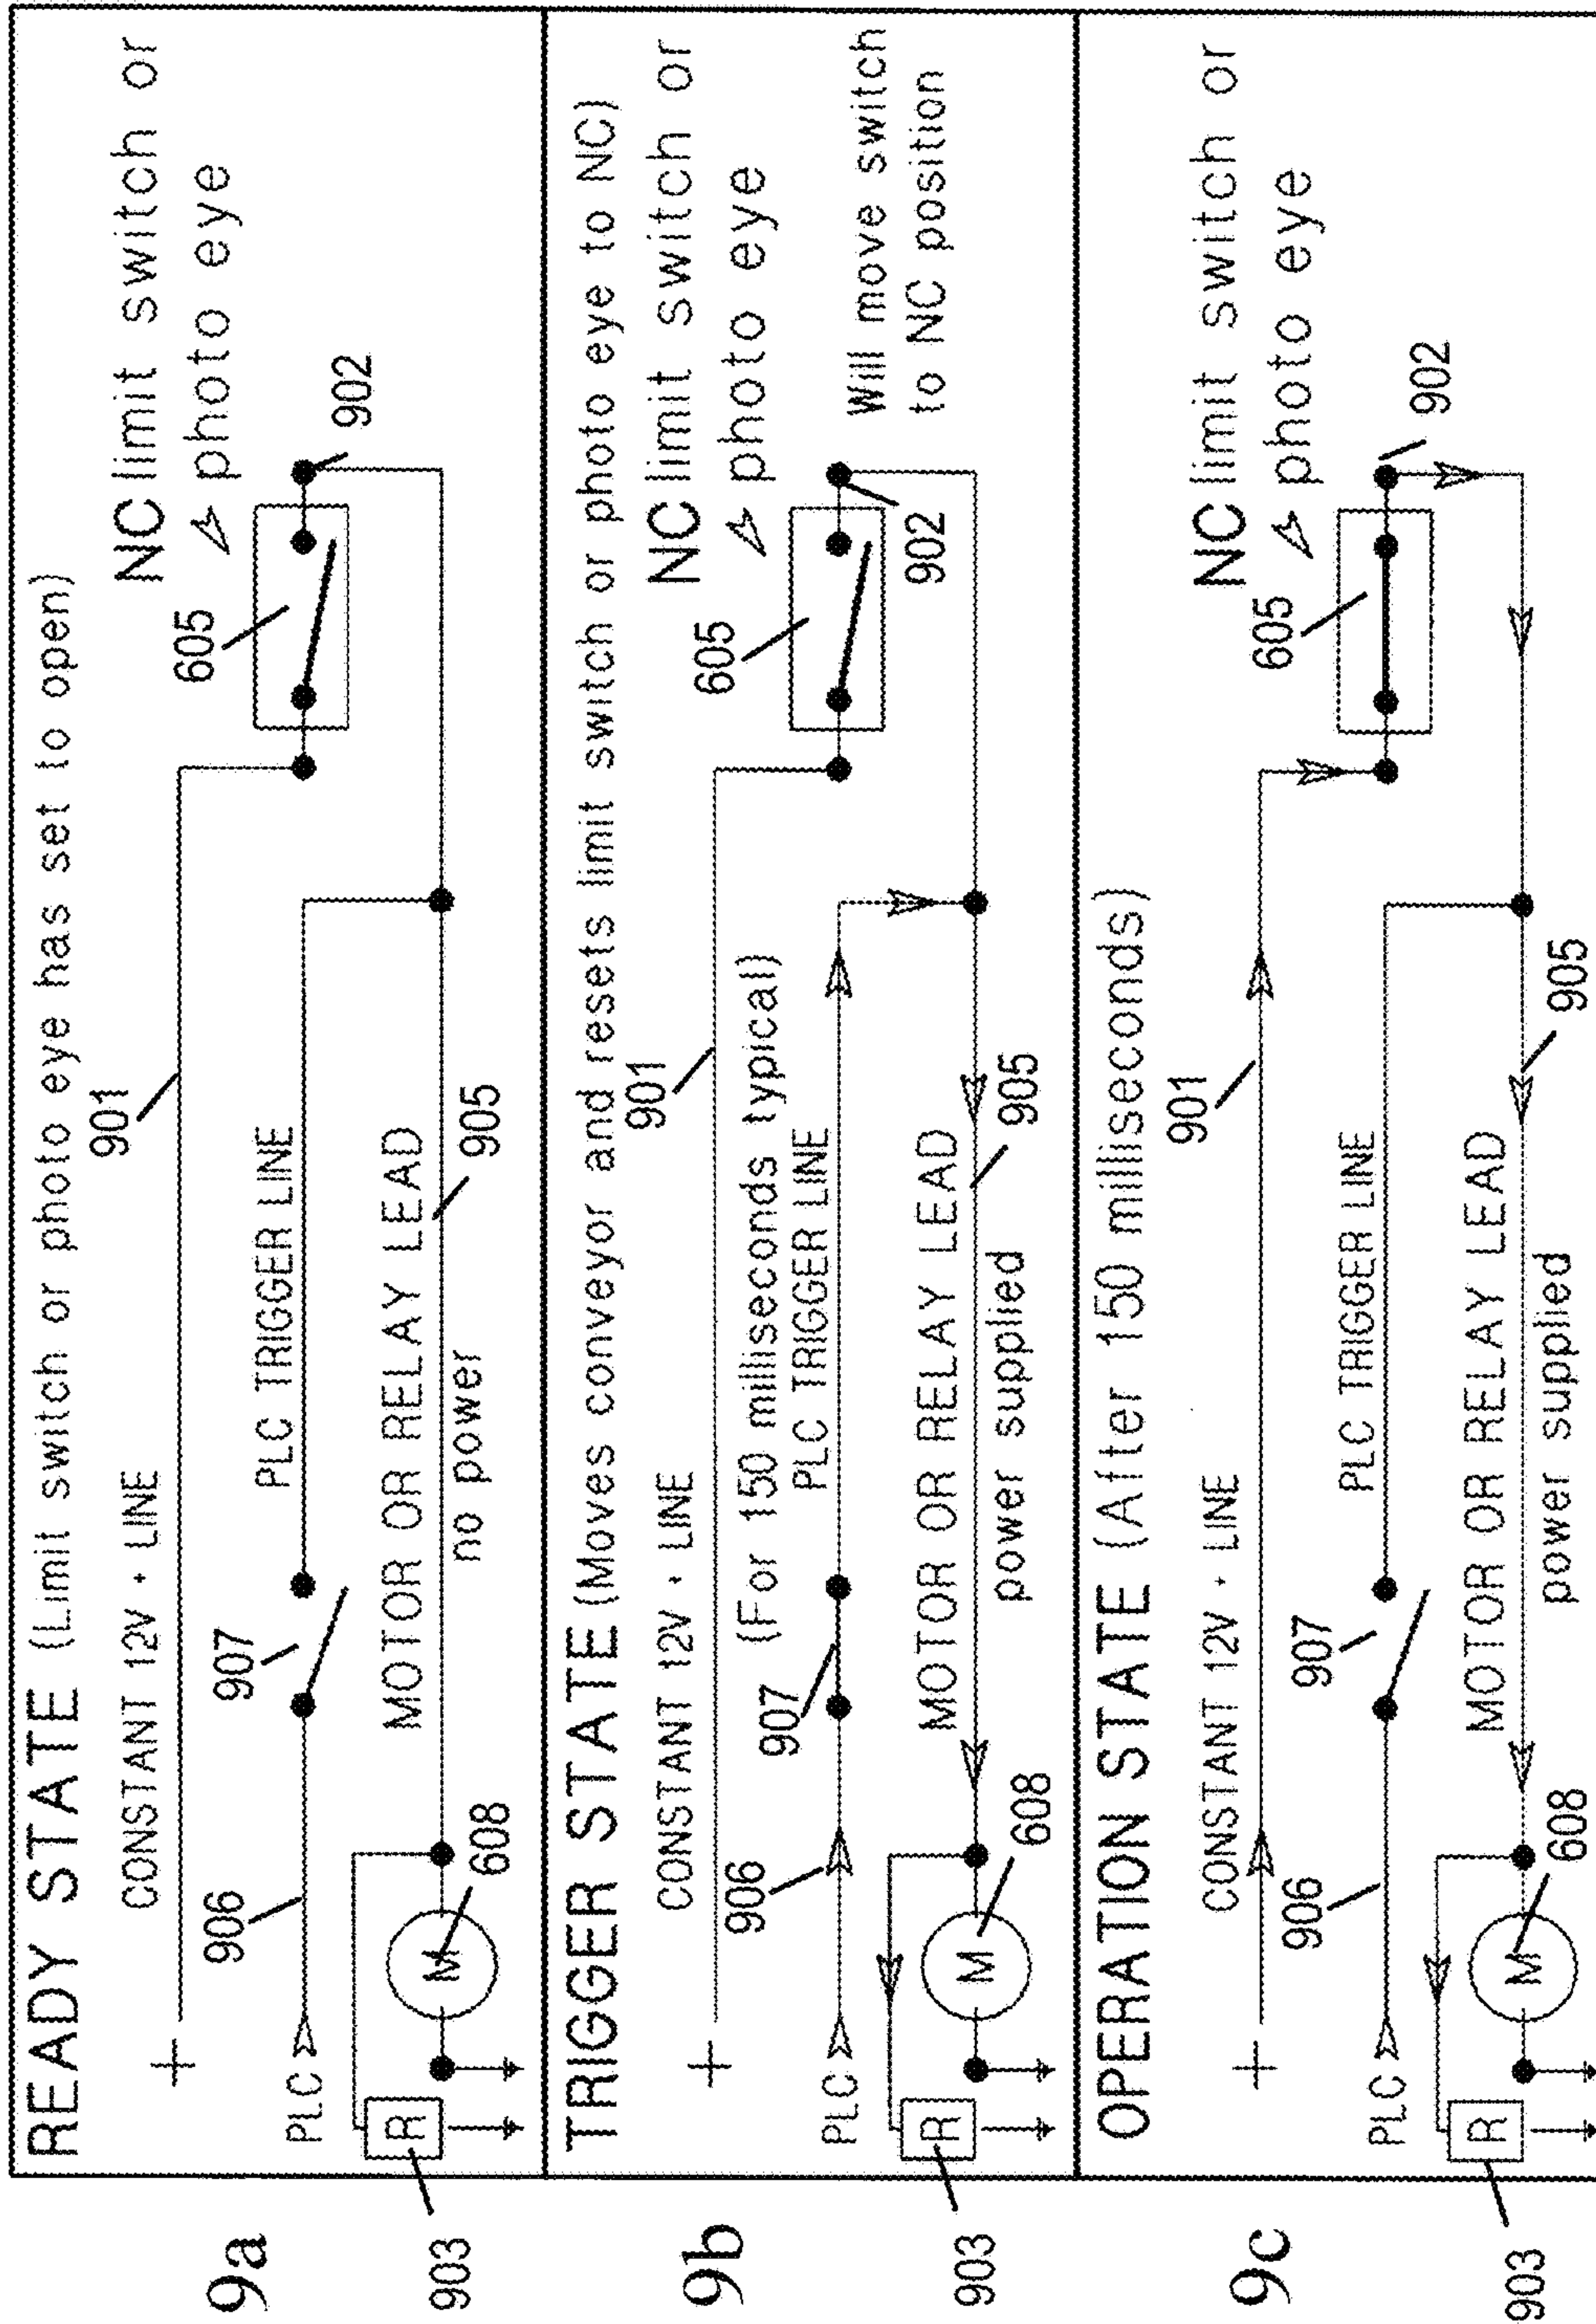 9a
READY STATE (Limit switch or photo eye has set to open)
CONSTANT 12V + LINE
901
NC limit switch or
photo eye
605
902
906
907
PLC TRIGGER LINE
PLC
MOTOR OR RELAY LEAD
905
no power
R
M
608
903
9b
TRIGGER STATE (Moves conveyor and resets limit switch or photo eye to NC)
CONSTANT 12V + LINE
901
NC limit switch or
photo eye
605
902
Will move switch
to NC position
(For 150 milliseconds typical)
906
907
PLC TRIGGER LINE
PLC
MOTOR OR RELAY LEAD
905
power supplied
R
M
608
903
9c
OPERATION STATE (After 150 milliseconds)
CONSTANT 12V + LINE
901
NC limit switch or
photo eye
605
902
906
907
PLC TRIGGER LINE
PLC
MOTOR OR RELAY LEAD
905
power supplied
R
M
608
903